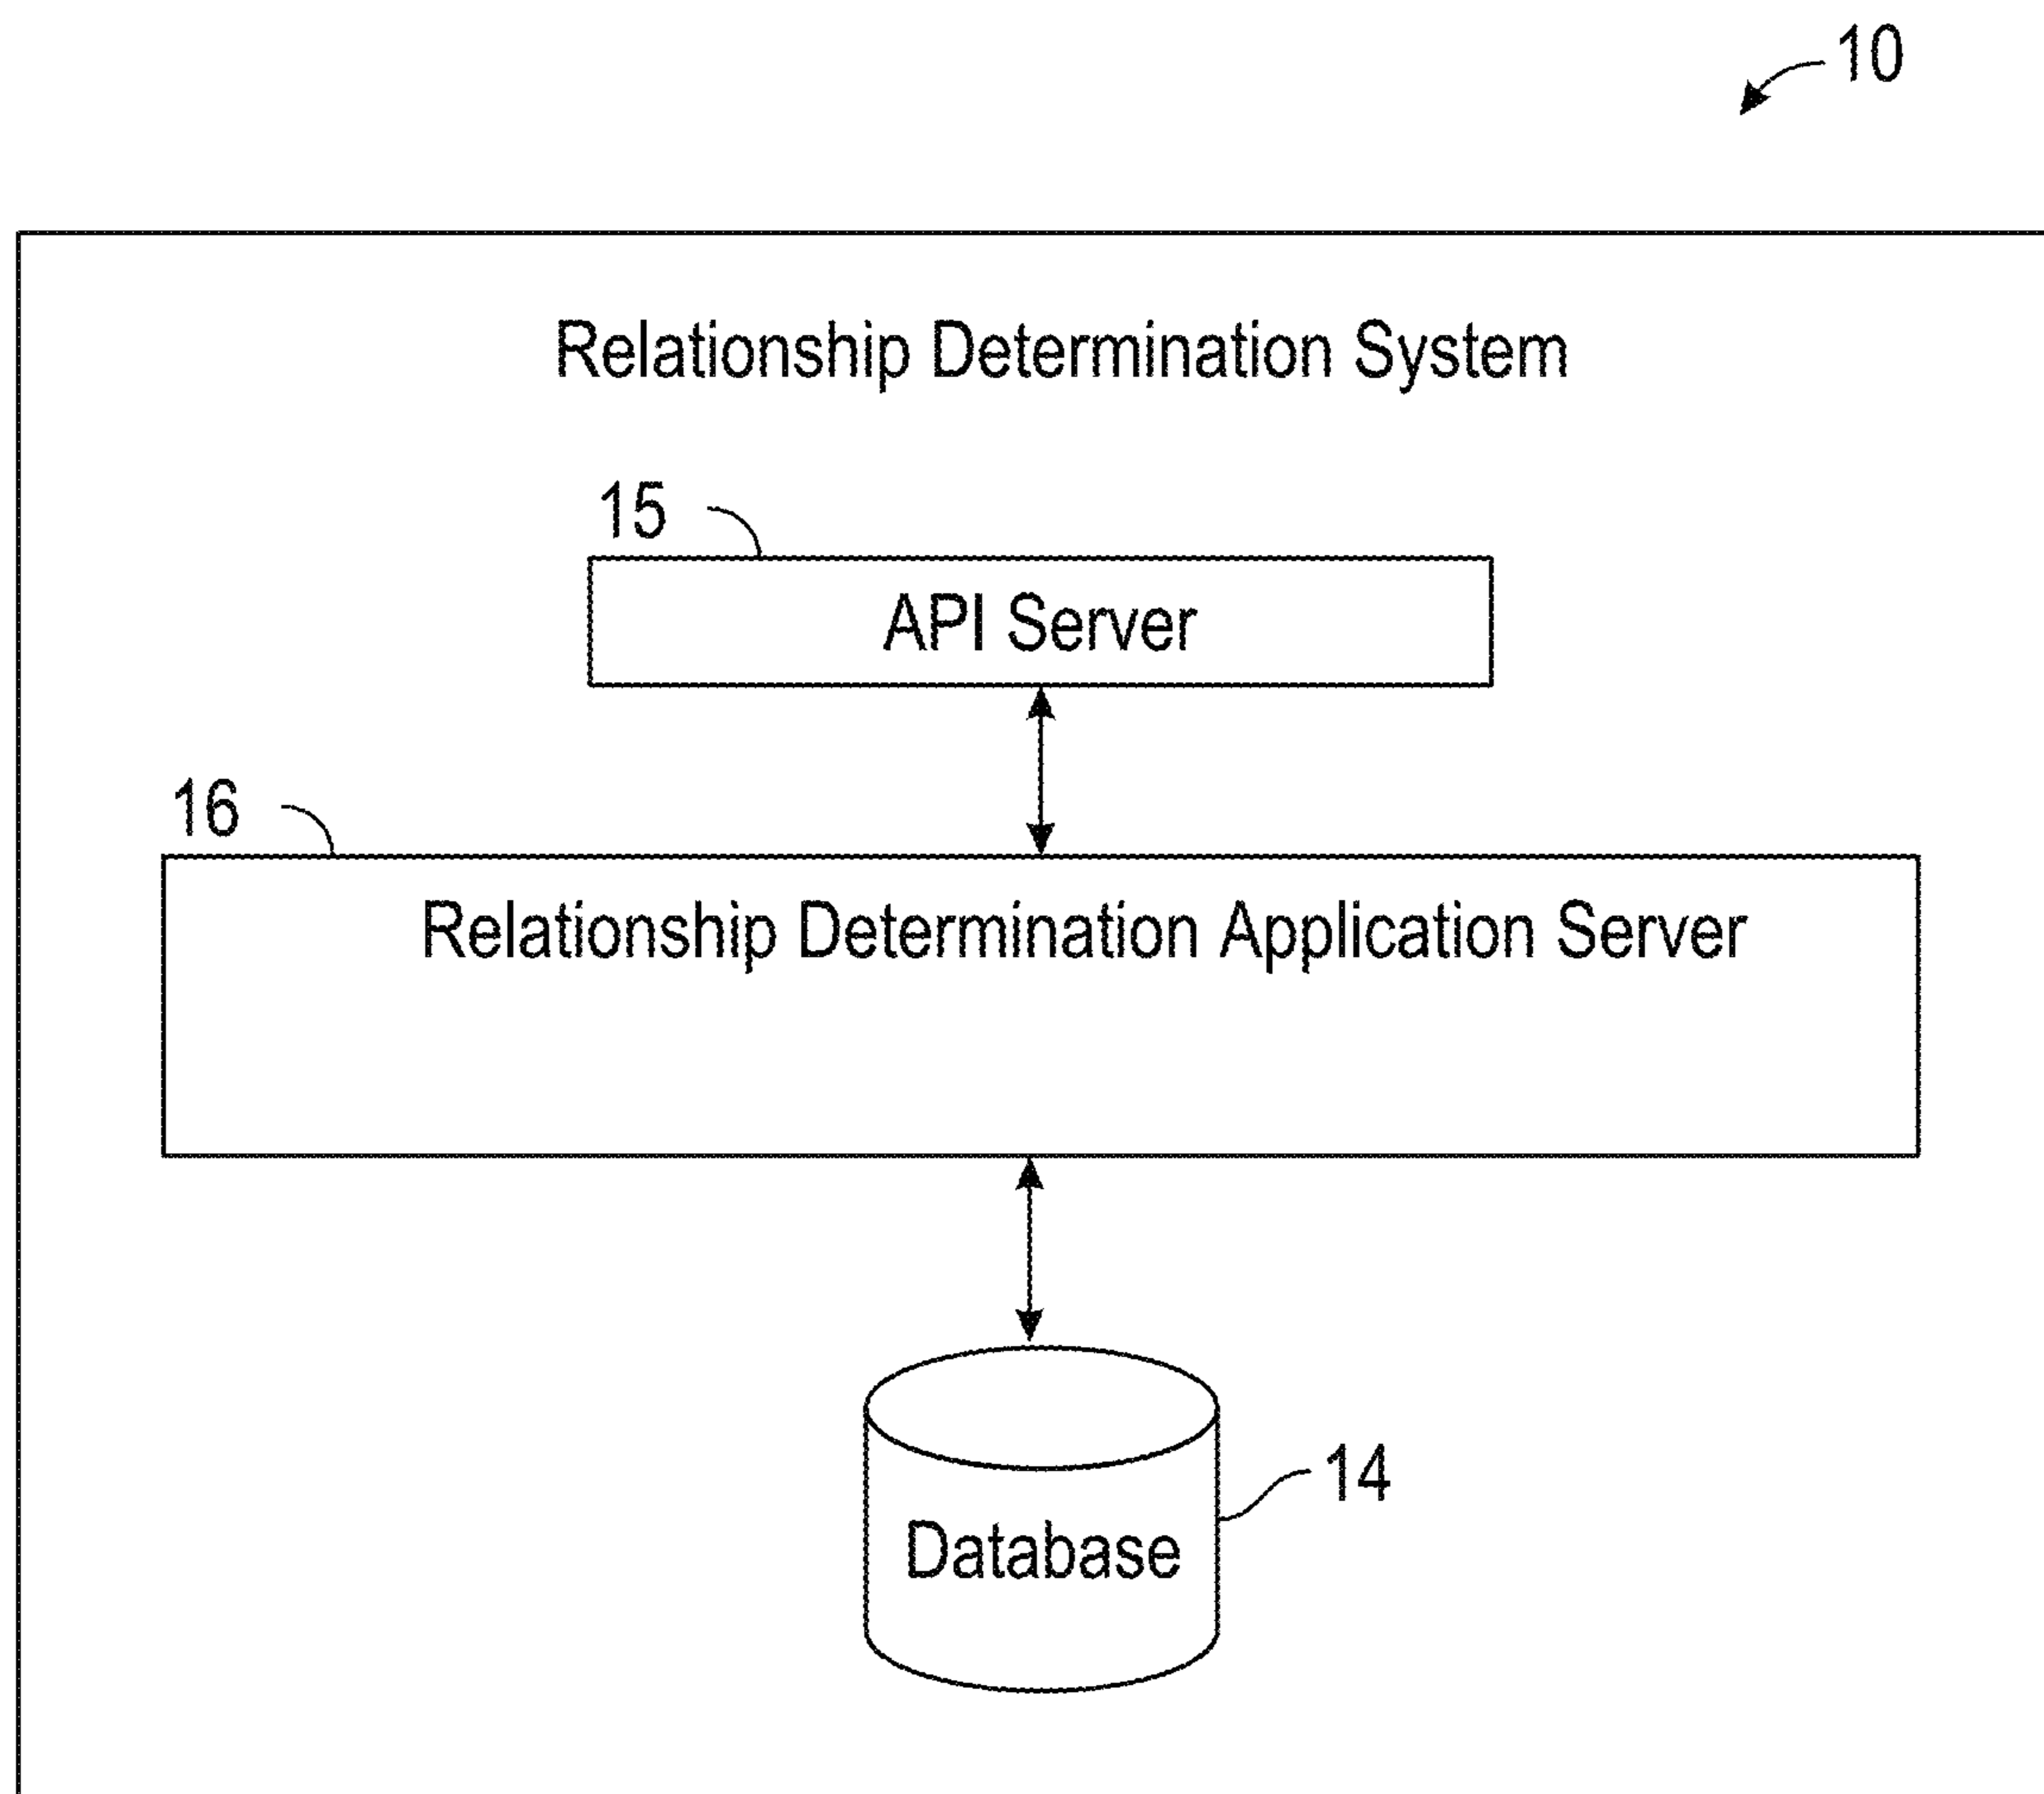 10
Relationship Determination System
15
API Server
16
Relationship Determination Application Server
14
Database